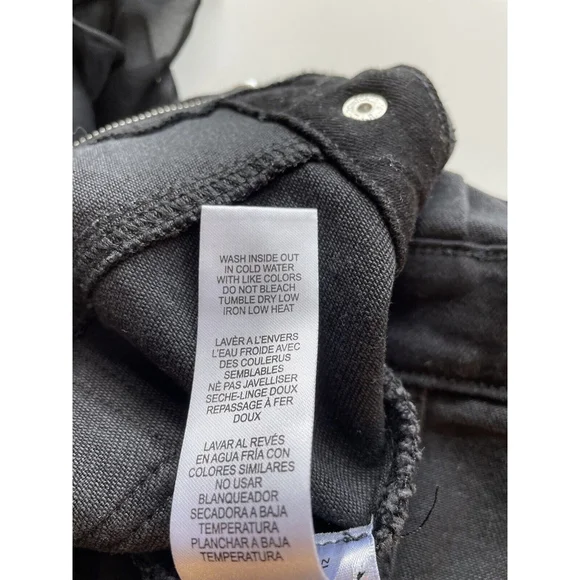 WASH INSIDE OUT
IN COLD WATER
WITH LIKE COLORS
DO NOT BLEACH
TUMBLE DRY LOW
IRON LOW HEAT
LAVÈR A L'ENVERS
L'EAU FROIDE AVEC
DES COULERUS
SEMBLABLES
NÈ PAS JAVELLISER
SECHE-LINGE DOUX
REPASSAGE À FER
DOUX
LAVAR AL REVÉS
EN AGUA FRÍA CON
COLORES SIMILARES
NO USAR
BLANQUEADOR
SECADORA A BAJA
TEMPERATURA
PLANCHAR A BAJA
TEMPERATURA